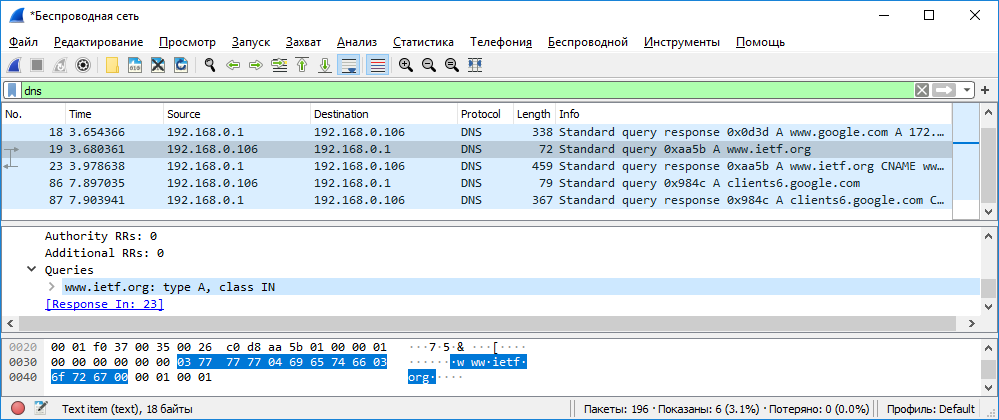 *Беспроводная сеть
Файл Редактирование Просмотр Запуск Захват Анализ Статистика Телефония Беспроводной Инструменты Помощь
dns
No. Time Source Destination Protocol Length Info
18 3.654366 192.168.0.1 192.168.0.106 DNS 338 Standard query response 0x0d3d A www.google.com A 172.…
19 3.680361 192.168.0.106 192.168.0.1 DNS 72 Standard query 0xaa5b A www.ietf.org
23 3.978638 192.168.0.1 192.168.0.106 DNS 459 Standard query response 0xaa5b A www.ietf.org CNAME ww…
86 7.897035 192.168.0.106 192.168.0.1 DNS 79 Standard query 0x984c A clients6.google.com
87 7.903941 192.168.0.1 192.168.0.106 DNS 367 Standard query response 0x984c A clients6.google.com C…
Authority RRs: 0
Additional RRs: 0
Queries
www.ietf.org: type A, class IN
[Response In: 23]
0020 00 01 f0 37 00 35 00 26 c0 d8 aa 5b 01 00 00 01 ···7·5·& ···[····
0030 00 00 00 00 00 00 03 77 77 77 04 69 65 74 66 03 ·······w ww·ietf·
0040 6f 72 67 00 00 01 00 01 org·····
Text item (text), 18 байты
Пакеты: 196 · Показаны: 6 (3.1%) · Потеряно: 0 (0.0%)
Профиль: Default